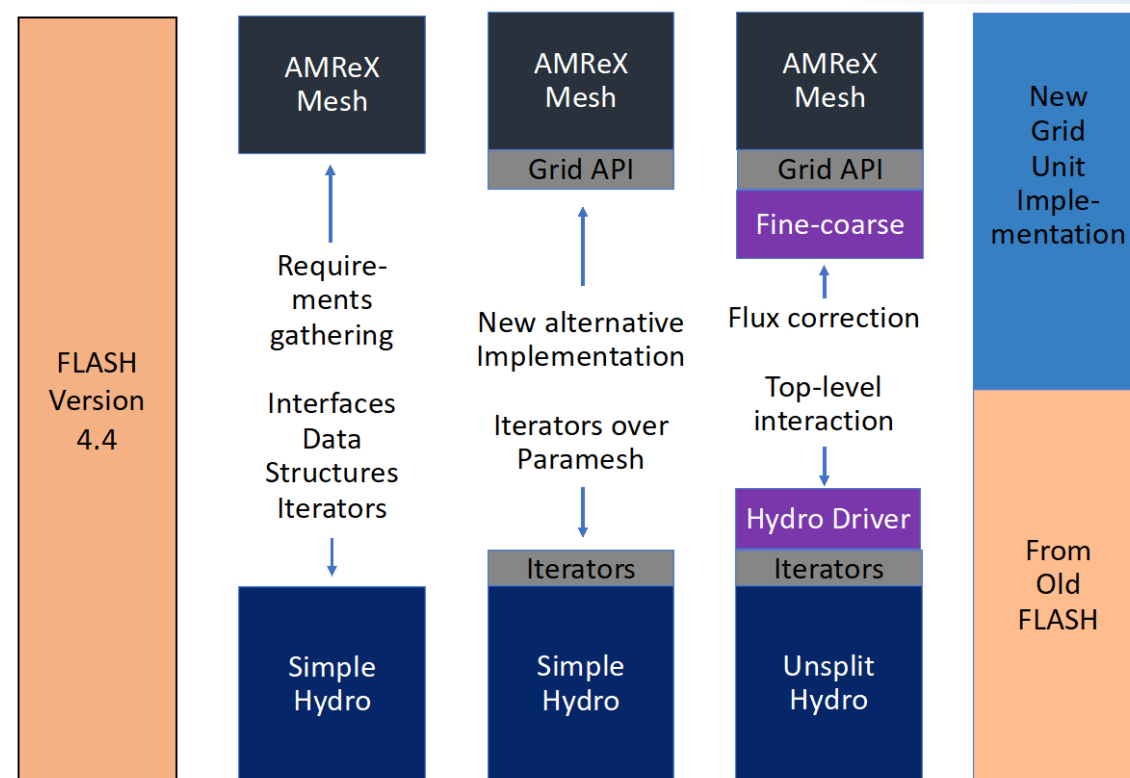 FLASH
Version
4.4
AMReX
Mesh
Require-
ments
gathering
Interfaces
Data
Structures
Iterators
Simple
Hydro
AMReX
Mesh
Grid API
New alternative
Implementation
Iterators over
Paramesh
Iterators
Simple
Hydro
AMReX
Mesh
Grid API
Fine-coarse
Flux correction
Top-level
interaction
Hydro Driver
Iterators
Unsplit
Hydro
New
Grid
Unit
Imple-
mentation
From
Old
FLASH